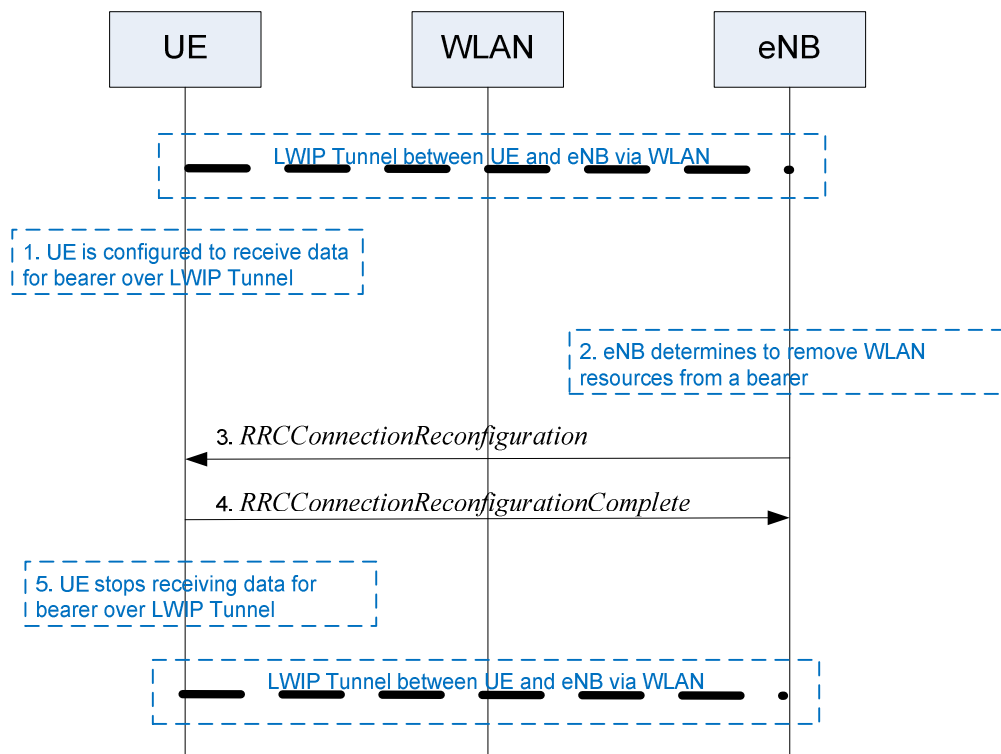 UE
WLAN
eNB
LWIP Tunnel between UE and eNB via WLAN
1. UE is configured to receive data
for bearer over LWIP Tunnel
2. eNB determines to remove WLAN
resources from a bearer
3. RRCConnectionReconfiguration
4. RRCConnectionReconfigurationComplete
5. UE stops receiving data for
bearer over LWIP Tunnel
LWIP Tunnel between UE and eNB via WLAN